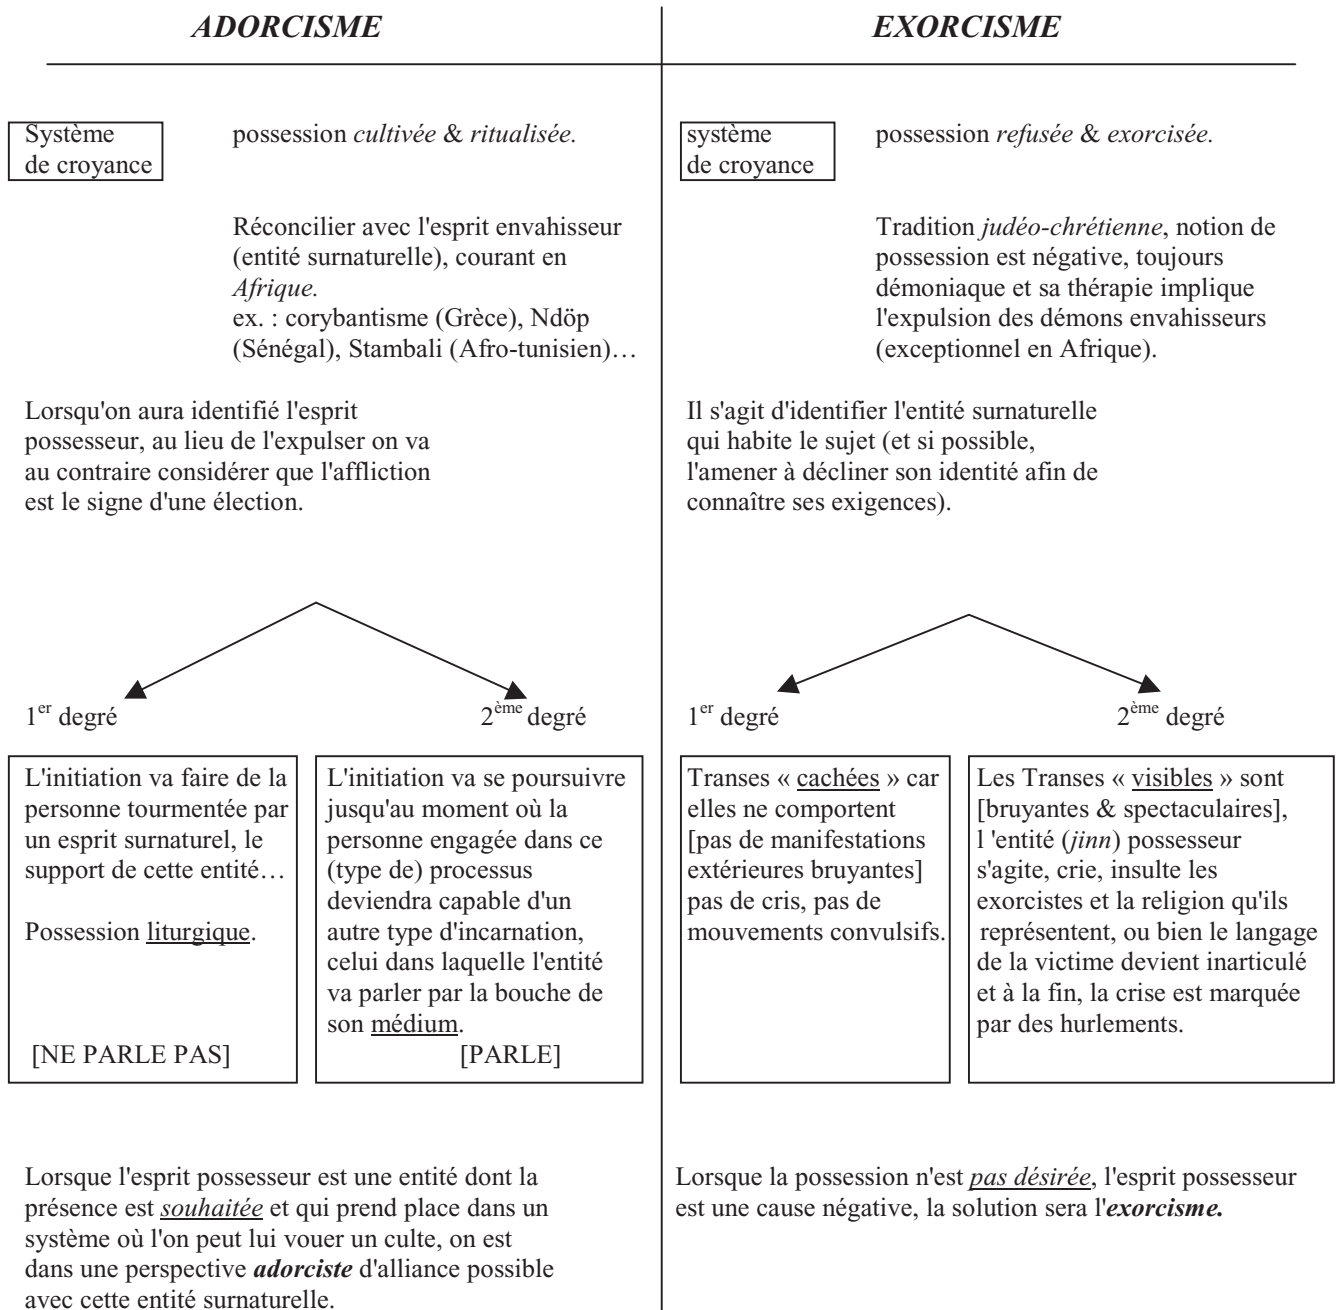 ADORCISME
Système
de croyance
possession cultivée & ritualisée.
Réconcilier avec l'esprit envahisseur
(entité surnaturelle), courant en
Afrique.
ex. : corybantisme (Grèce), Ndöp
(Sénégal), Stambali (Afro-tunisien)…
Lorsqu'on aura identifié l'esprit
possesseur, au lieu de l'expulser on va
au contraire considérer que l'affliction
est le signe d'une élection.
1er degré
2ème degré
L'initiation va faire de la
personne tourmentée par
un esprit surnaturel, le
support de cette entité…
Possession liturgique.
[NE PARLE PAS]
L'initiation va se poursuivre
jusqu'au moment où la
personne engagée dans ce
(type de) processus
deviendra capable d'un
autre type d'incarnation,
celui dans laquelle l'entité
va parler par la bouche de
son médium.
[PARLE]
Lorsque l'esprit possesseur est une entité dont la
présence est souhaitée et qui prend place dans un
système où l'on peut lui vouer un culte, on est
dans une perspective adorciste d'alliance possible
avec cette entité surnaturelle.
EXORCISME
système
de croyance
possession refusée & exorcisée.
Tradition judéo-chrétienne, notion de
possession est négative, toujours
démoniaque et sa thérapie implique
l'expulsion des démons envahisseurs
(exceptionnel en Afrique).
Il s'agit d'identifier l'entité surnaturelle
qui habite le sujet (et si possible,
l'amener à décliner son identité afin de
connaître ses exigences).
1er degré
2ème degré
Transes « cachées » car
elles ne comportent
[pas de manifestations
extérieures bruyantes]
pas de cris, pas de
mouvements convulsifs.
Les Transes « visibles » sont
[bruyantes & spectaculaires],
l 'entité (jinn) possesseur
s'agite, crie, insulte les
exorcistes et la religion qu'ils
représentent, ou bien le langage
de la victime devient inarticulé
et à la fin, la crise est marquée
par des hurlements.
Lorsque la possession n'est pas désirée, l'esprit possesseur
est une cause négative, la solution sera l'exorcisme.